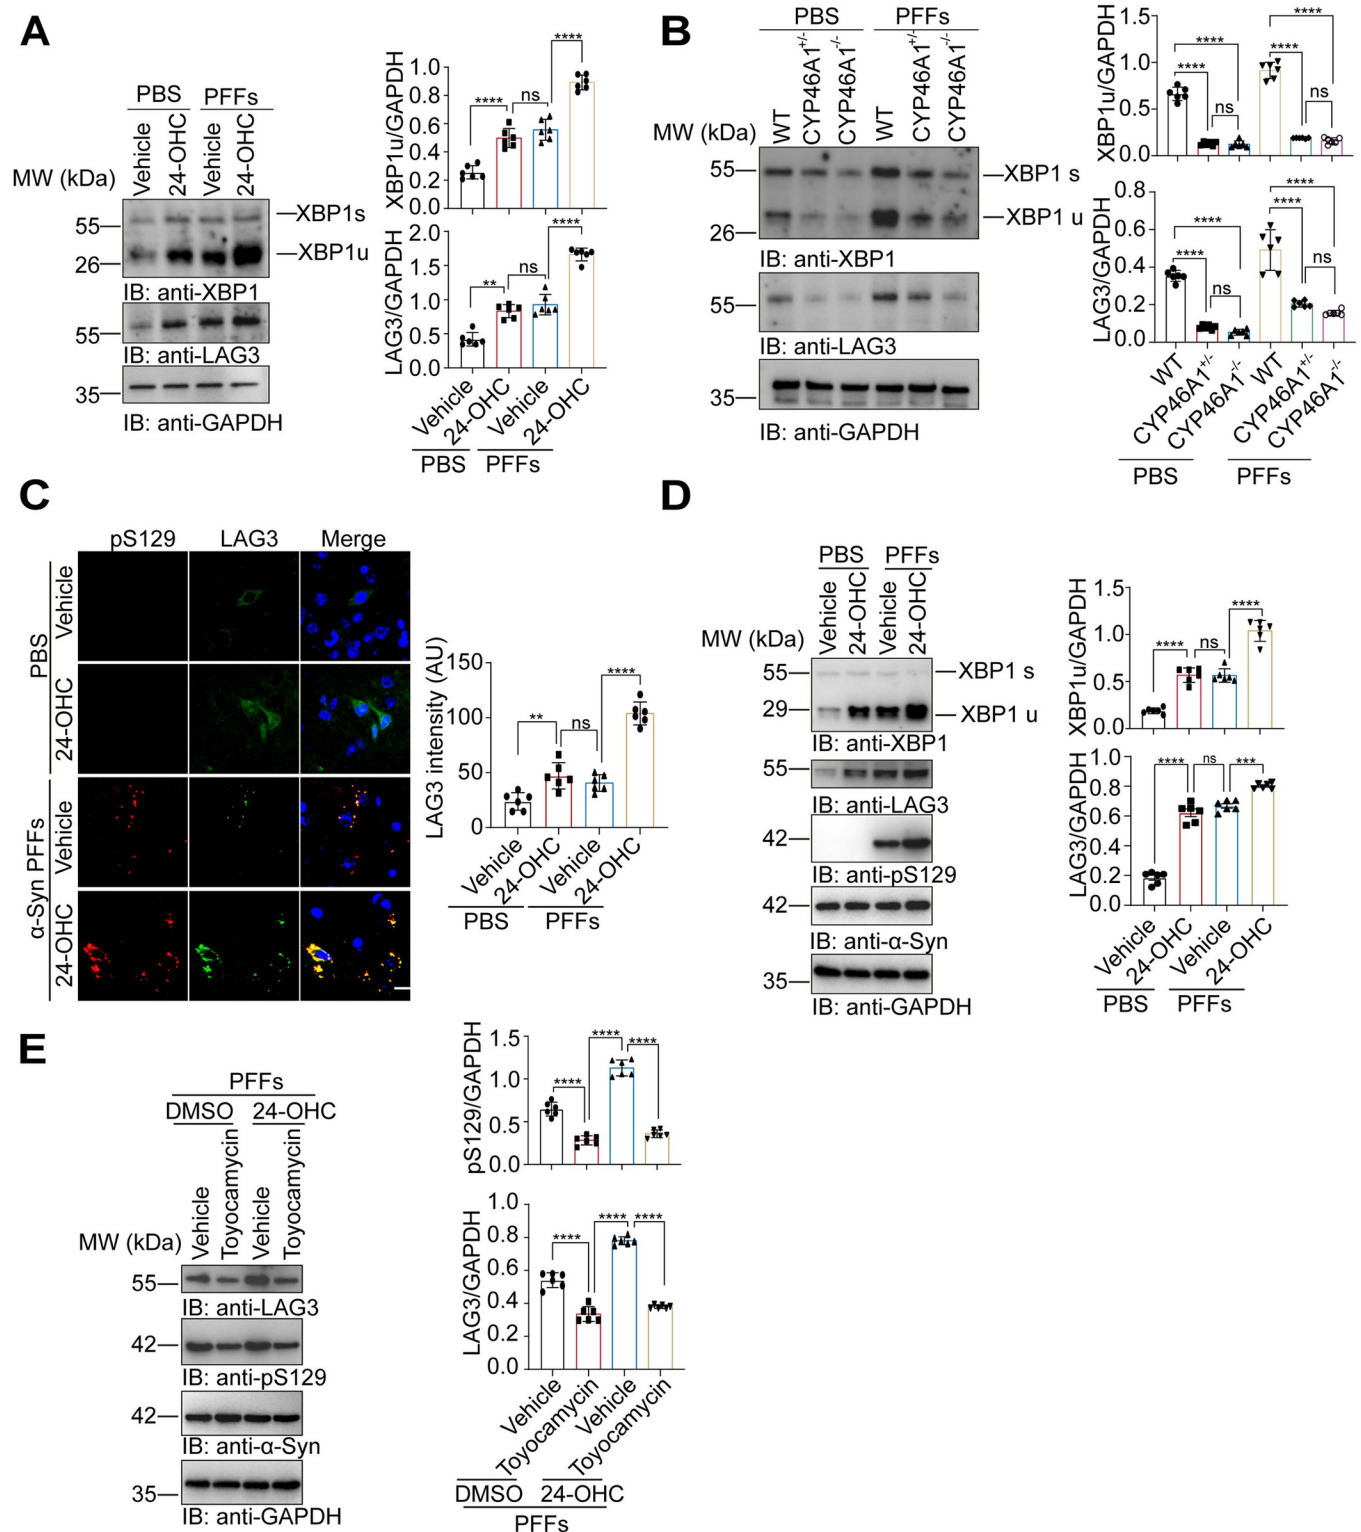 A
PBS PFFs
Vehicle 24-OHC Vehicle 24-OHC
MW (kDa)
55 XBP1s
26 XBP1u
IB: anti-XBP1
55
IB: anti-LAG3
35
IB: anti-GAPDH
XBP1u/GAPDH
1.0
0.8
0.6
0.4
0.2
0.0
**** ns ****
LAG3/GAPDH
2.0
1.5
1.0
0.5
0.0
** ns ****
Vehicle 24-OHC Vehicle 24-OHC
PBS PFFs
B
PBS PFFs
WT CYP46A1+/- CYP46A1-/- WT CYP46A1+/- CYP46A1-/-
MW (kDa)
55 XBP1 s
XBP1 u
26
IB: anti-XBP1
55
IB: anti-LAG3
35
IB: anti-GAPDH
XBP1u/GAPDH
1.5
1.0
0.5
0.0
**** **** ns **** **** ns
LAG3/GAPDH
0.8
0.6
0.4
0.2
0.0
**** **** ns **** **** ns
WT CYP46A1+/- CYP46A1-/- WT CYP46A1+/- CYP46A1-/-
PBS PFFs
C
pS129 LAG3 Merge
PBS
Vehicle
24-OHC
α-Syn PFFs
Vehicle
24-OHC
LAG3 intensity (AU)
150
100
50
0
** ns ****
Vehicle 24-OHC Vehicle 24-OHC
PBS PFFs
D
PBS PFFs
Vehicle 24-OHC Vehicle 24-OHC
MW (kDa)
55 XBP1 s
29 XBP1 u
IB: anti-XBP1
55
IB: anti-LAG3
42
IB: anti-pS129
42
IB: anti-α-Syn
35
IB: anti-GAPDH
XBP1u/GAPDH
1.5
1.0
0.5
0.0
**** ns ****
LAG3/GAPDH
1.0
0.8
0.6
0.4
0.2
0.0
**** ns ***
Vehicle 24-OHC Vehicle 24-OHC
PBS PFFs
E
PFFs
DMSO 24-OHC
Vehicle Toyocamycin Vehicle Toyocamycin
MW (kDa)
55
IB: anti-LAG3
42
IB: anti-pS129
42
IB: anti-α-Syn
35
IB: anti-GAPDH
pS129/GAPDH
1.5
1.0
0.5
0.0
**** **** ****
LAG3/GAPDH
1.0
0.8
0.6
0.4
0.2
0.0
**** **** ****
Vehicle Toyocamycin Vehicle Toyocamycin
DMSO 24-OHC
PFFs